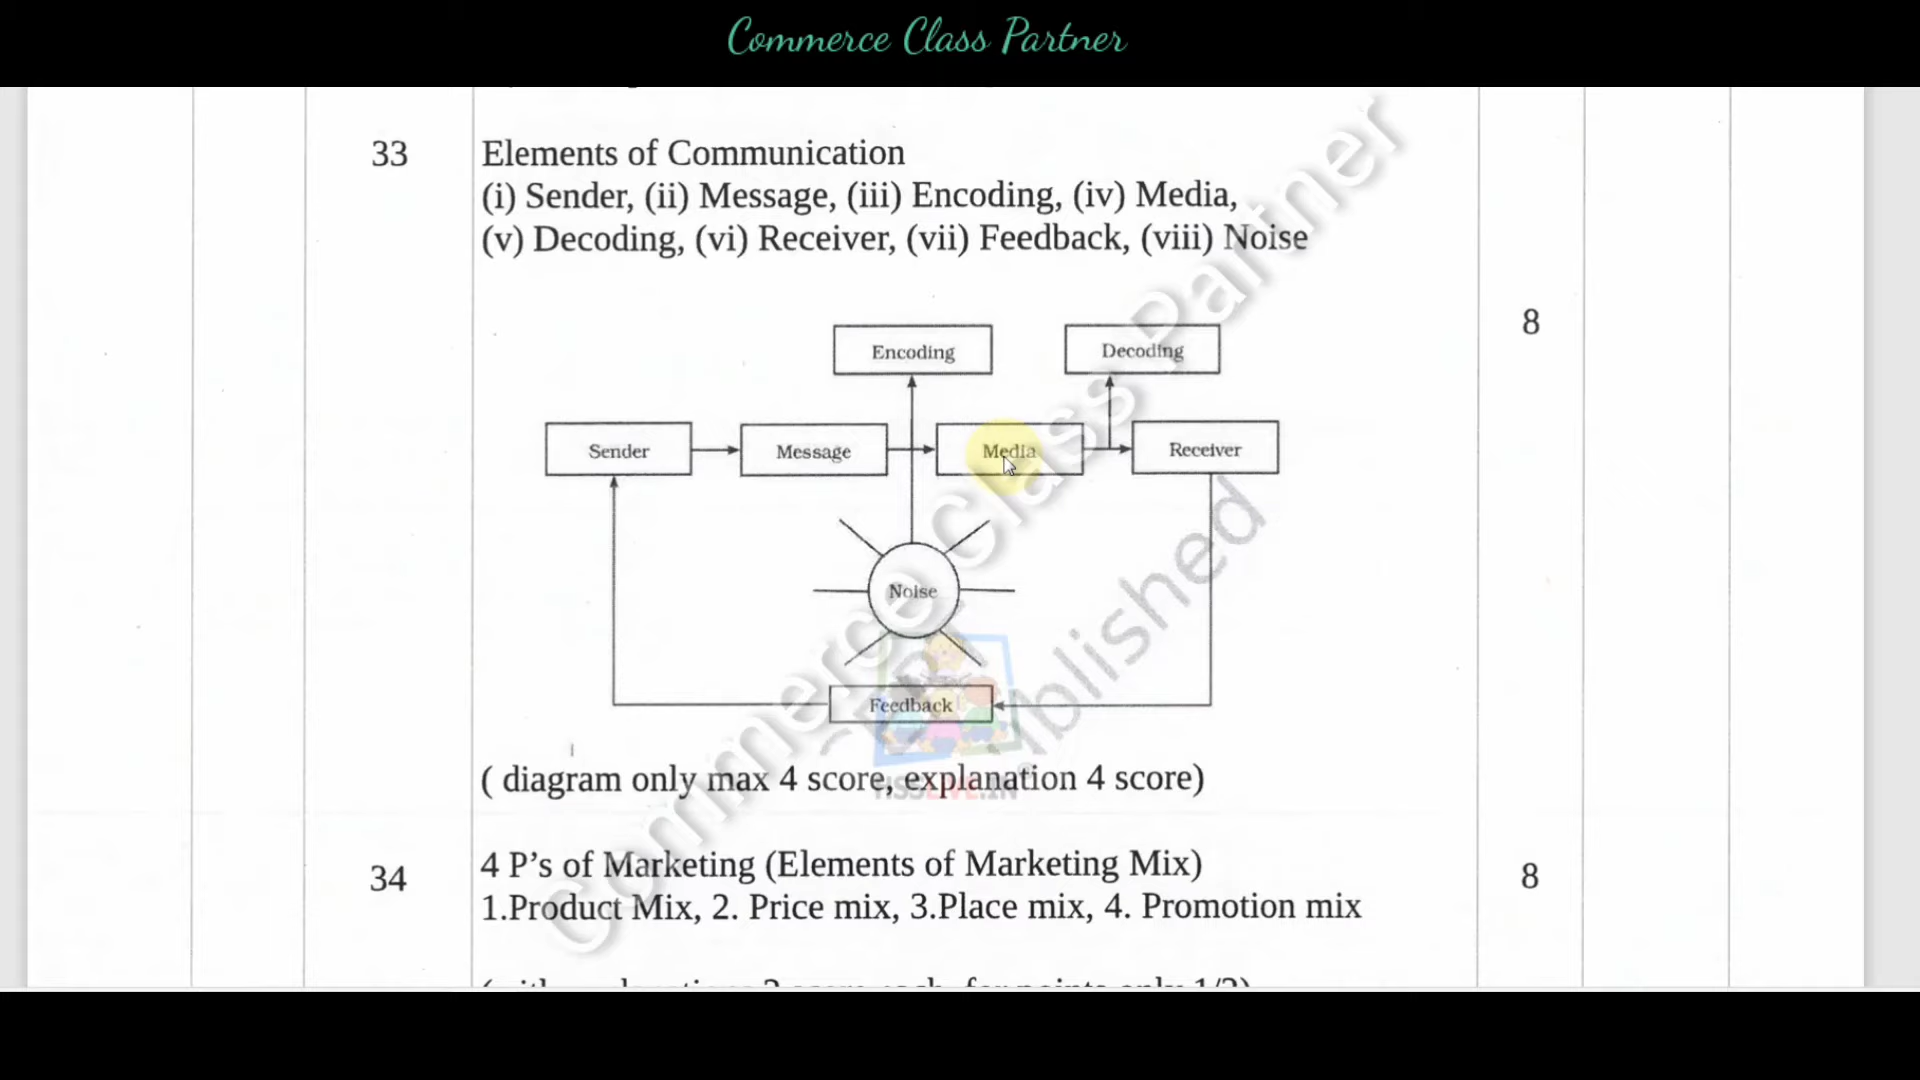 Commerce Class Partner
33
Elements of Communication
(i) Sender, (ii) Message, (iii) Encoding, (iv) Media,
(v) Decoding, (vi) Receiver, (vii) Feedback, (viii) Noise
8
Encoding
Decoding
Sender
Message
Media
Receiver
Noise
Feedback
Commerce Class Partner
( diagram only max 4 score, explanation 4 score)
34
4 P’s of Marketing (Elements of Marketing Mix)
8
1.Product Mix, 2. Price mix, 3.Place mix, 4. Promotion mix